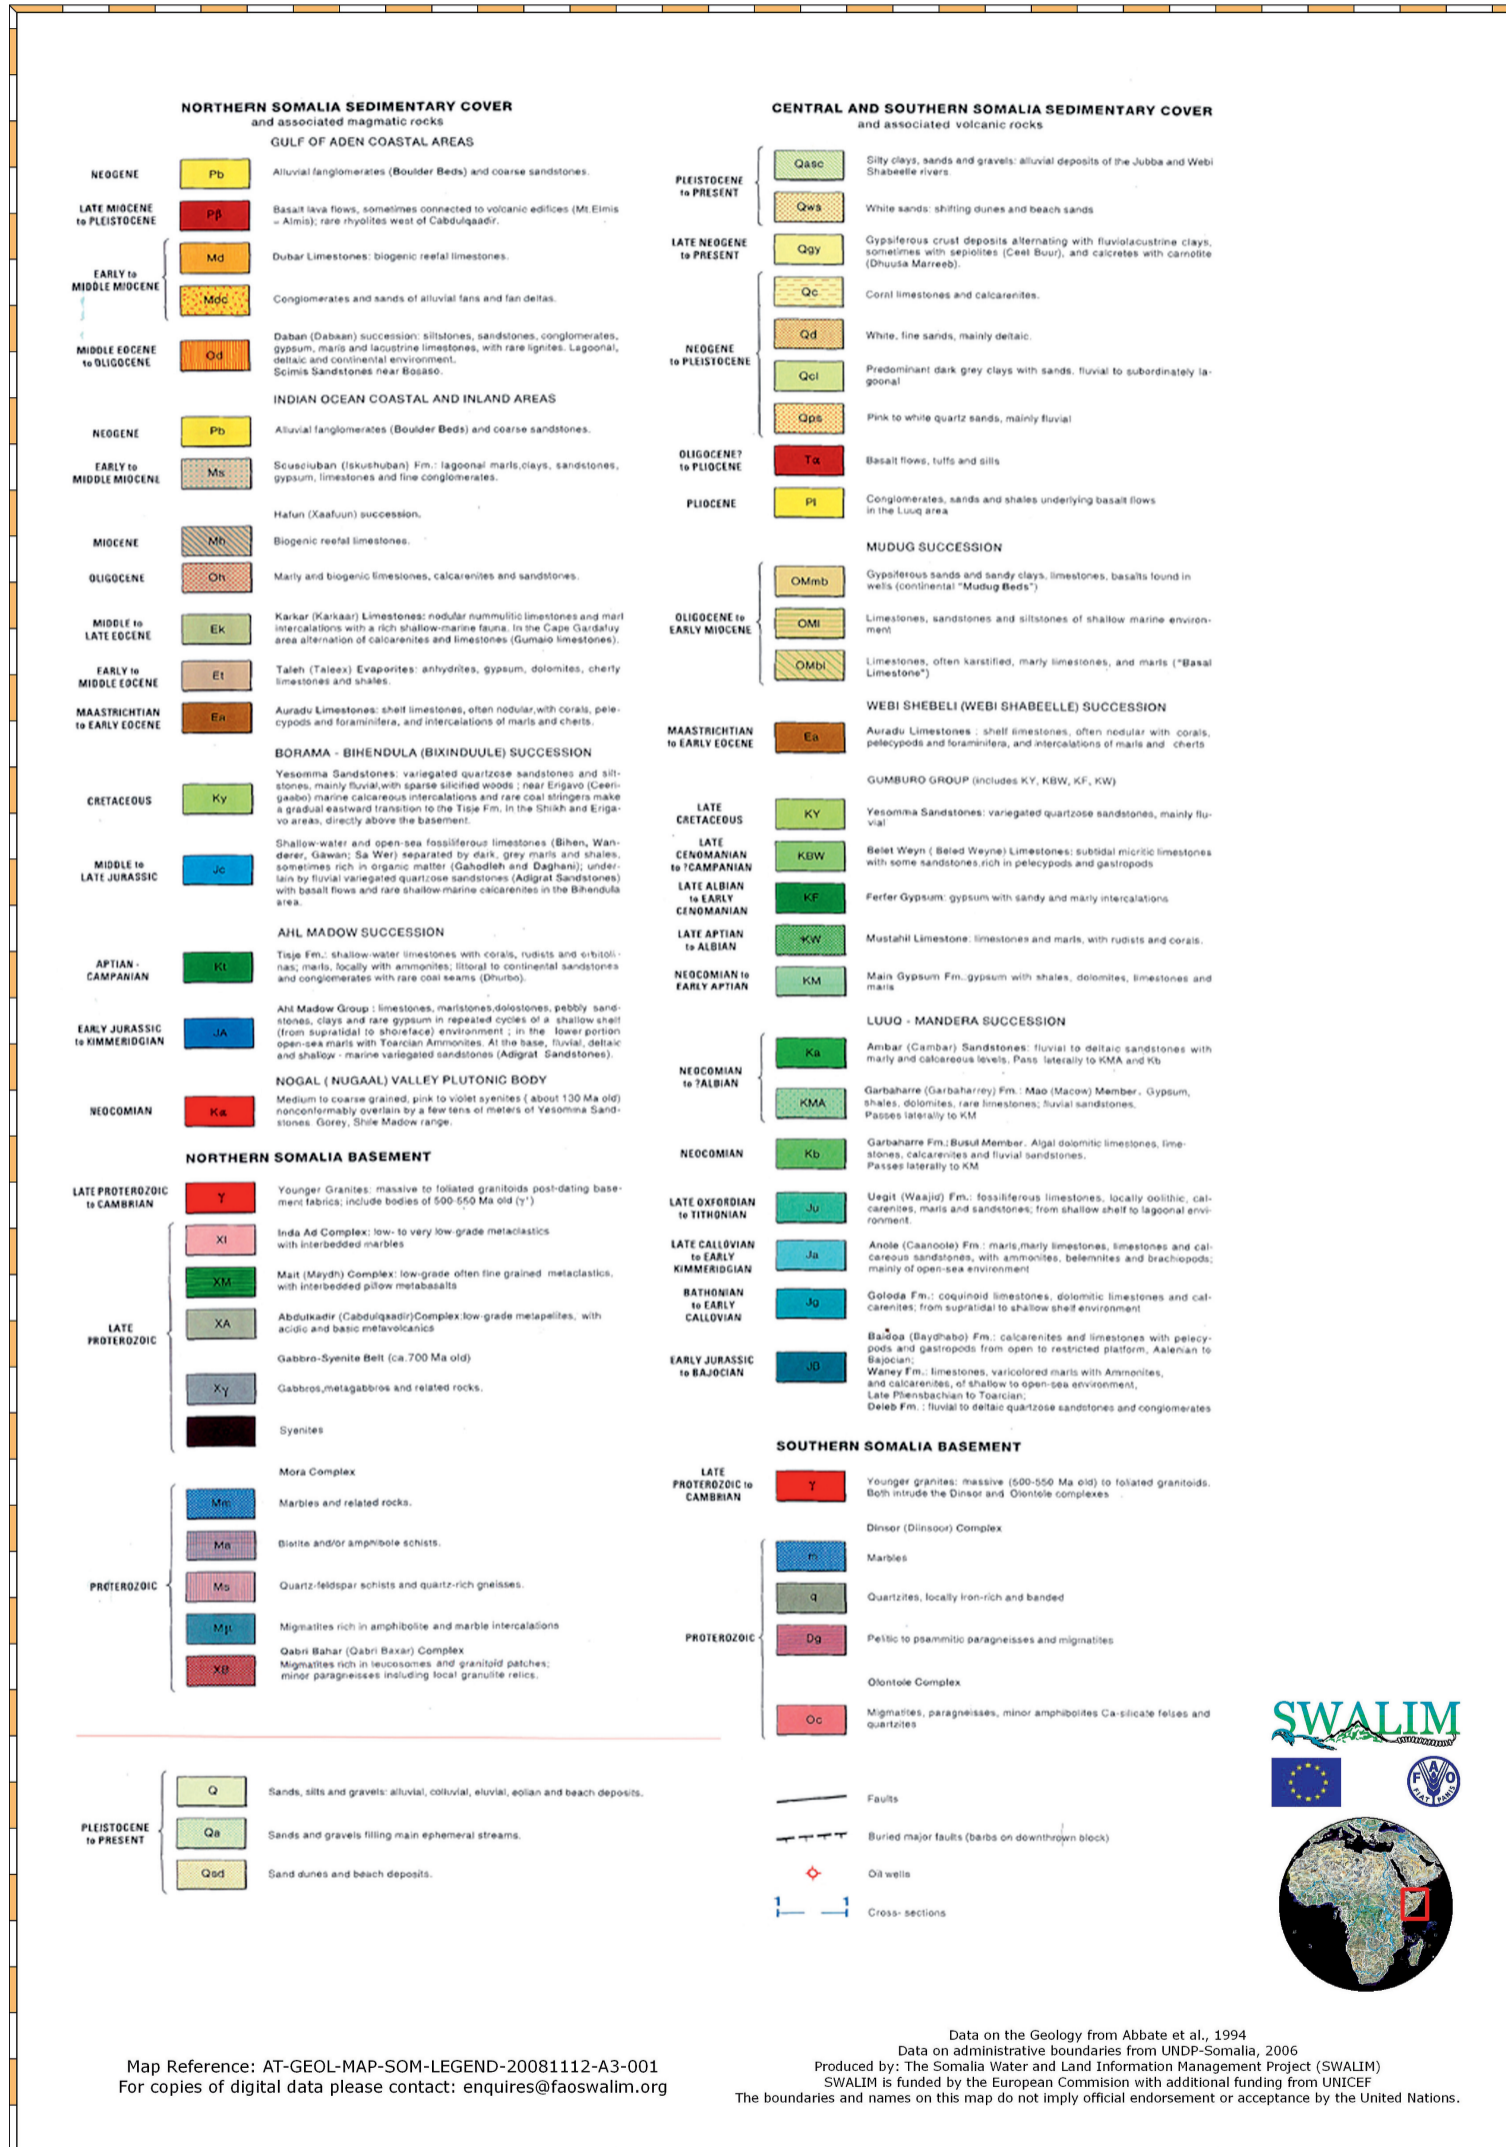 NORTHERN SOMALIA SEDIMENTARY COVER
and associated magmatic rocks
GULF OF ADEN COASTAL AREAS
NEOGENE
Pb
Alluvial fanglomerates (Boulder Beds) and coarse sandstones.
LATE MIOCENE
to PLEISTOCENE
Pβ
Basalt lava flows, sometimes connected to volcanic edifices (Mt.Elmis
– Almis); rare rhyolites west of Cabdulqaadir.
EARLY to
MIDDLE MIOCENE
Md
Dubar Limestones: biogenic reefal limestones.
Mdc
Conglomerates and sands of alluvial fans and fan deltas.
MIDDLE EOCENE
to OLIGOCENE
Od
Daban (Dabaan) succession: siltstones, sandstones, conglomerates,
gypsum, marls and lacustrine limestones, with rare lignites. Lagoonal,
deltaic and continental environment.
Scimis Sandstones near Bosaso.
INDIAN OCEAN COASTAL AND INLAND AREAS
NEOGENE
Pb
Alluvial fanglomerates (Boulder Beds) and coarse sandstones.
EARLY to
MIDDLE MIOCENE
Ms
Scusciuban (Iskushuban) Fm.: lagoonal marls,clays, sandstones,
gypsum, limestones and fine conglomerates.
Hafun (Xaafuun) succession.
MIOCENE
Mh
Biogenic reefal limestones.
OLIGOCENE
Oh
Marly and biogenic limestones, calcarenites and sandstones.
MIDDLE to
LATE EOCENE
Ek
Karkar (Karkaar) Limestones: nodular nummulitic limestones and marl
intercalations with a rich shallow-marine fauna. In the Cape Gardafuy
area alternation of calcarenites and limestones (Gumaio limestones).
EARLY to
MIDDLE EOCENE
Et
Taleh (Taleex) Evaporites: anhydrites, gypsum, dolomites, cherty
limestones and shales.
MAASTRICHTIAN
to EARLY EOCENE
Ea
Auradu Limestones: shelf limestones, often nodular,with corals, pele-
cypods and foraminifera, and intercalations of marls and cherts.
BORAMA - BIHENDULA (BIXINDUULE) SUCCESSION
CRETACEOUS
Ky
Yesomma Sandstones: variegated quartzose sandstones and silt-
stones, mainly fluvial,with sparse silicified woods ; near Erigavo (Ceeri-
gaabo) marine calcareous intercalations and rare coal stringers make
a gradual eastward transition to the Tisje Fm. In the Shiikh and Eriga-
vo areas, directly above the basement.
MIDDLE to
LATE JURASSIC
Jc
Shallow-water and open-sea fossiliferous limestones (Bihen, Wan-
derer, Gawan; Sa Wer) separated by dark, grey marls and shales,
sometimes rich in organic matter (Gahodleh and Daghani); under-
lain by fluvial variegated quartzose sandstones (Adigrat Sandstones)
with basalt flows and rare shallow-marine calcarenites in the Bihendula
area.
AHL MADOW SUCCESSION
APTIAN -
CAMPANIAN
Kt
Tisje Fm.: shallow-water limestones with corals, rudists and orbitoli-
nas; marls, locally with ammonites; littoral to continental sandstones
and conglomerates with rare coal seams (Dhurbo).
EARLY JURASSIC
to KIMMERIDGIAN
JA
Ahl Madow Group : limestones, marlstones,dolostones, pebbly sand-
stones, clays and rare gypsum in repeated cycles of a shallow shelf
(from supratidal to shoreface) environment ; in the lower portion
open-sea marls with Toarcian Ammonites. At the base, fluvial, deltaic
and shallow - marine variegated sandstones (Adigrat Sandstones).
NOGAL ( NUGAAL) VALLEY PLUTONIC BODY
NEOCOMIAN
Kα
Medium to coarse grained, pink to violet syenites ( about 130 Ma old)
nonconformably overlain by a few tens of meters of Yesomma Sand-
stones. Gorey, Shile Madow range.
NORTHERN SOMALIA BASEMENT
LATE PROTEROZOIC
to CAMBRIAN
γ
Younger Granites: massive to foliated granitoids post-dating base-
ment fabrics; include bodies of 500-550 Ma old (γ')
LATE
PROTEROZOIC
XI
Inda Ad Complex: low- to very low-grade metaclastics
with interbedded marbles
XM
Mait (Maydh) Complex: low-grade often fine grained metaclastics,
with interbedded pillow metabasalts
XA
Abdulkadir (Cabdulqaadir)Complex:low-grade metapelites, with
acidic and basic metavolcanics
Gabbro-Syenite Belt (ca.700 Ma old)
Xγ
Gabbros,metagabbros and related rocks.
Syenites
Mora Complex
PROTEROZOIC
Mm
Marbles and related rocks.
Ma
Biotite and/or amphibole schists.
Ms
Quartz-feldspar schists and quartz-rich gneisses.
Mμ
Migmatites rich in amphibolite and marble intercalations
Qabri Bahar (Qabri Baxar) Complex
XB
Migmatites rich in leucosomes and granitoid patches;
minor paragneisses including local granulite relics.
PLEISTOCENE
to PRESENT
Q
Sands, silts and gravels: alluvial, colluvial, eluvial, eolian and beach deposits.
Qa
Sands and gravels filling main ephemeral streams.
Qsd
Sand dunes and beach deposits.
CENTRAL AND SOUTHERN SOMALIA SEDIMENTARY COVER
and associated volcanic rocks
PLEISTOCENE
to PRESENT
Qasc
Silty clays, sands and gravels: alluvial deposits of the Jubba and Webi
Shabeelle rivers.
Qws
White sands: shifting dunes and beach sands
LATE NEOGENE
to PRESENT
Qgy
Gypsiferous crust deposits alternating with fluviolacustrine clays,
sometimes with sepiolites (Ceel Buur), and calcretes with carnotite
(Dhuusa Marreeb).
NEOGENE
to PLEISTOCENE
Qc
Coral limestones and calcarenites.
Qd
White, fine sands, mainly deltaic.
Qcl
Predominant dark grey clays with sands, fluvial to subordinately la-
goonal
Qps
Pink to white quartz sands, mainly fluvial
OLIGOCENE?
to PLIOCENE
Tα
Basalt flows, tuffs and sills
PLIOCENE
Pl
Conglomerates, sands and shales underlying basalt flows
in the Luuq area
MUDUG SUCCESSION
OLIGOCENE to
EARLY MIOCENE
OMmb
Gypsiferous sands and sandy clays, limestones, basalts found in
wells (continental "Mudug Beds")
OMl
Limestones, sandstones and siltstones of shallow marine environ-
ment
OMbl
Limestones, often karstified, marly limestones, and marls ("Basal
Limestone")
WEBI SHEBELI (WEBI SHABEELLE) SUCCESSION
MAASTRICHTIAN
to EARLY EOCENE
Ea
Auradu Limestones : shelf limestones, often nodular with corals,
pelecypods and foraminifera, and intercalations of marls and cherts
GUMBURO GROUP (includes KY, KBW, KF, KW)
LATE
CRETACEOUS
KY
Yesomma Sandstones: variegated quartzose sandstones, mainly flu-
vial
LATE
CENOMANIAN
to ?CAMPANIAN
KBW
Belet Weyn ( Beled Weyne) Limestones: subtidal micritic limestones
with some sandstones,rich in pelecypods and gastropods
LATE ALBIAN
to EARLY
CENOMANIAN
KF
Ferfer Gypsum: gypsum with sandy and marly intercalations
LATE APTIAN
to ALBIAN
KW
Mustahil Limestone: limestones and marls, with rudists and corals.
NEOCOMIAN to
EARLY APTIAN
KM
Main Gypsum Fm.:gypsum with shales, dolomites, limestones and
marls
LUUQ - MANDERA SUCCESSION
NEOCOMIAN
to ?ALBIAN
Ka
Ambar (Cambar) Sandstones: fluvial to deltaic sandstones with
marly and calcareous levels. Pass laterally to KMA and Kb
KMA
Garbaharre (Garbaharrey) Fm.: Mao (Macow) Member. Gypsum,
shales, dolomites, rare limestones; fluvial sandstones.
Passes laterally to KM
NEOCOMIAN
Kb
Garbaharre Fm.:Busul Member. Algal dolomitic limestones, lime-
stones, calcarenites and fluvial sandstones.
Passes laterally to KM
LATE OXFORDIAN
to TITHONIAN
Ju
Uegit (Waajid) Fm.: fossiliferous limestones, locally oolithic, cal-
carenites, marls and sandstones; from shallow shelf to lagoonal envi-
ronment.
LATE CALLOVIAN
to EARLY
KIMMERIDGIAN
Ja
Anole (Caanoole) Fm.: marls,marly limestones, limestones and cal-
careous sandstones, with ammonites, belemnites and brachiopods;
mainly of open-sea environment
BATHONIAN
to EARLY
CALLOVIAN
Jg
Goloda Fm.: coquinoid limestones, dolomitic limestones and cal-
carenites; from supratidal to shallow shelf environment
EARLY JURASSIC
to BAJOCIAN
JB
Baidoa (Baydhabo) Fm.: calcarenites and limestones with pelecy-
pods and gastropods from open to restricted platform, Aalenian to
Bajocian;
Waney Fm.: limestones, varicolored marls with Ammonites,
and calcarenites, of shallow to open-sea environment,
Late Pliensbachian to Toarcian;
Deleb Fm. : fluvial to deltaic quartzose sandstones and conglomerates
SOUTHERN SOMALIA BASEMENT
LATE
PROTEROZOIC to
CAMBRIAN
γ
Younger granites: massive (500-550 Ma old) to foliated granitoids.
Both intrude the Dinsor and Olontole complexes
Dinsor (Diinsoor) Complex
PROTEROZOIC
m
Marbles
q
Quartzites, locally iron-rich and banded
Dg
Pelitic to psammitic paragneisses and migmatites
Olontole Complex
Oc
Migmatites, paragneisses, minor amphibolites Ca-silicate felses and
quartzites
Faults
Buried major faults (barbs on downthrown block)
Oil wells
1 1
Cross- sections
SWALIM
FAO
FIAT PANIS
Map Reference: AT-GEOL-MAP-SOM-LEGEND-20081112-A3-001
For copies of digital data please contact: enquires@faoswalim.org
Data on the Geology from Abbate et al., 1994
Data on administrative boundaries from UNDP-Somalia, 2006
Produced by: The Somalia Water and Land Information Management Project (SWALIM)
SWALIM is funded by the European Commision with additional funding from UNICEF
The boundaries and names on this map do not imply official endorsement or acceptance by the United Nations.